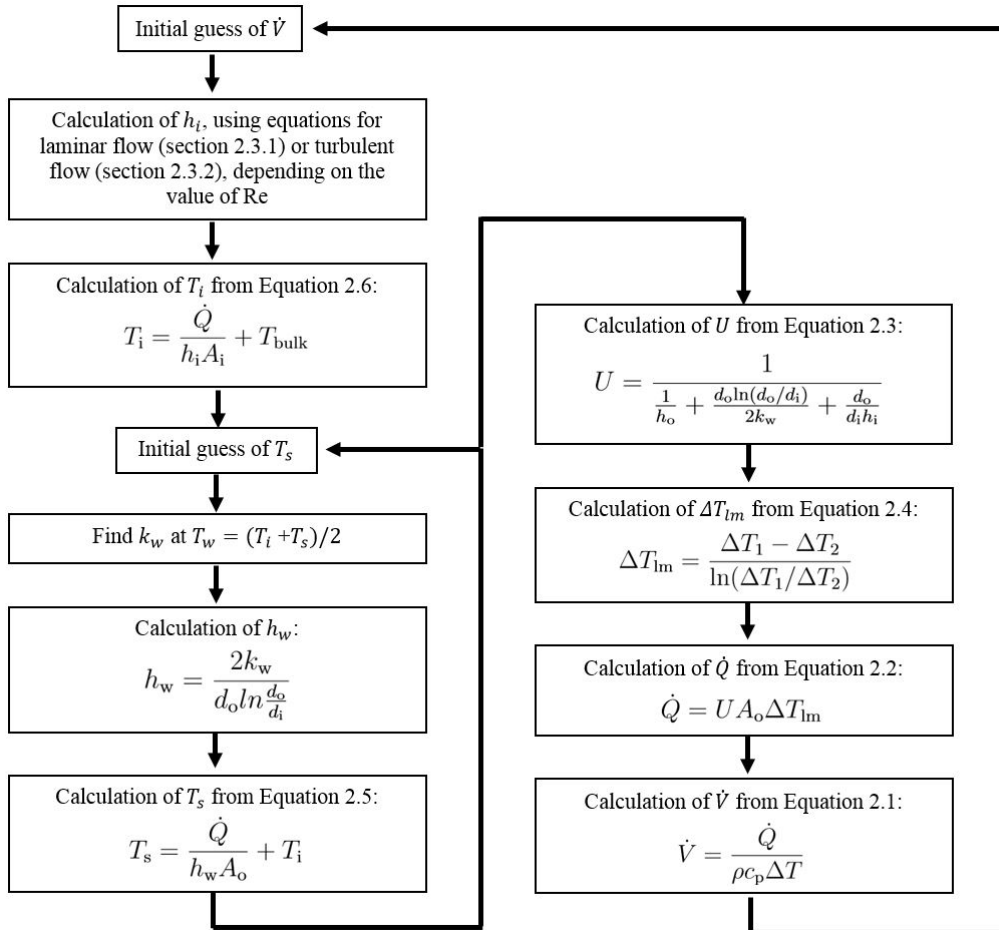 Initial guess of V̇
Calculation of hᵢ, using equations for
laminar flow (section 2.3.1) or turbulent
flow (section 2.3.2), depending on the
value of Re
Calculation of Tᵢ from Equation 2.6:
T_i = Q̇ / (h_i A_i) + T_bulk
Initial guess of T_s
Find k_w at T_w = (T_i +T_s)/2
Calculation of h_w:
h_w = 2k_w / (d_o ln (d_o/d_i))
Calculation of T_s from Equation 2.5:
T_s = Q̇ / (h_w A_o) + T_i
Calculation of U from Equation 2.3:
U = 1 / (1/h_o + d_o ln(d_o/d_i)/(2k_w) + d_o/(d_i h_i))
Calculation of ΔT_lm from Equation 2.4:
ΔT_lm = (ΔT_1 − ΔT_2) / ln(ΔT_1/ΔT_2)
Calculation of Q̇ from Equation 2.2:
Q̇ = U A_o ΔT_lm
Calculation of V̇ from Equation 2.1:
V̇ = Q̇ / (ρ c_p ΔT)